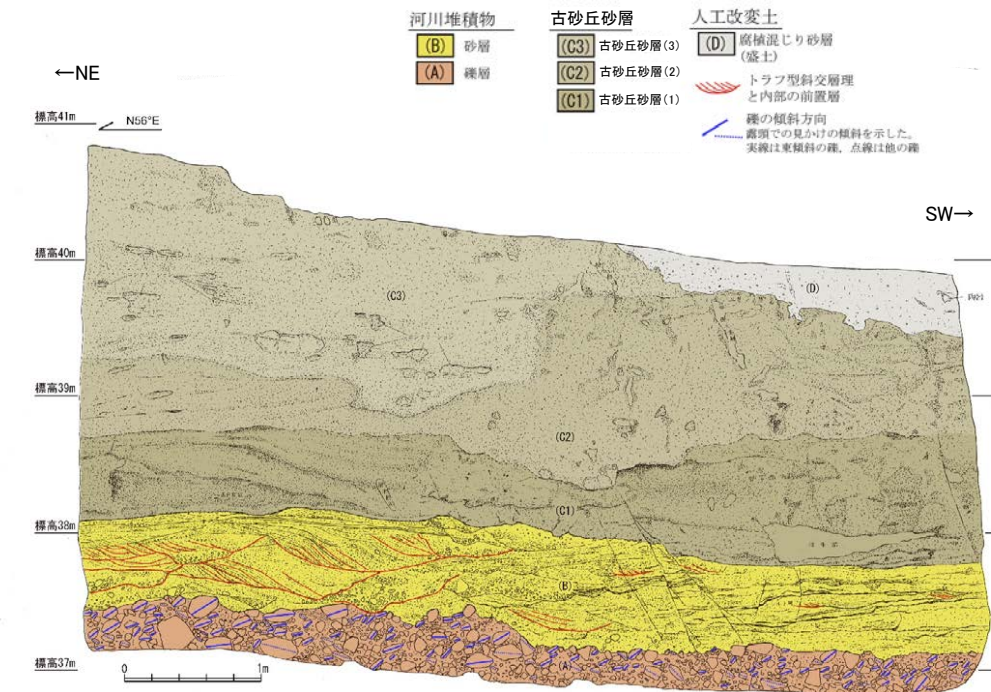 河川堆積物
(B) 砂層
(A) 礫層
古砂丘砂層
(C3) 古砂丘砂層(3)
(C2) 古砂丘砂層(2)
(C1) 古砂丘砂層(1)
人工改変土
(D) 腐植混じり砂層
(盛土)
トラフ型斜交層理
と内部の前置層
礫の傾斜方向
露頭での見かけの傾斜を示した。
実線は東傾斜の礫，点線は他の礫
←NE
標高41m
N56°E
SW→
標高40
(D)
(C3)
標高39m
(C2)
(C1)
標高38m
(B)
(A)
標高37m
0 1m